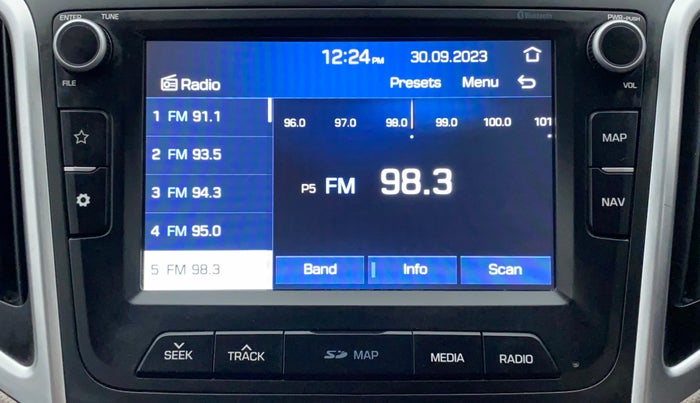 ENTER TUNE
Bluetooth
PWR-PUSH
12:24 PM 30.09.2023
FILE
Radio Presets Menu
VOL
1 FM 91.1
2 FM 93.5
3 FM 94.3
4 FM 95.0
5 FM 98.3
96.0 97.0 98.0 99.0 100.0 101
P5 FM 98.3
Band Info Scan
MAP
NAV
SEEK TRACK SD MAP MEDIA RADIO